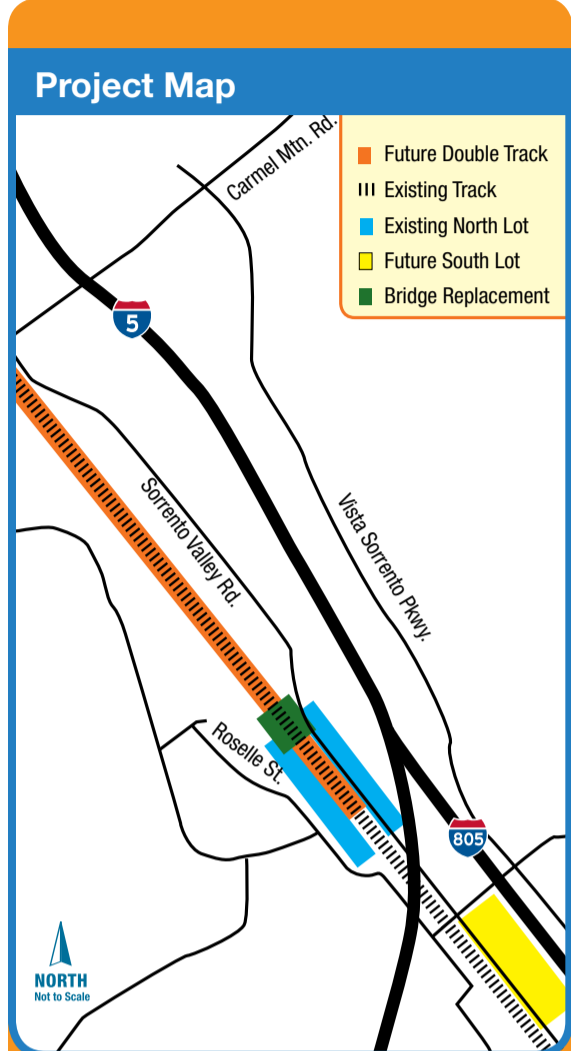 Project Map
Carmel Mtn. Rd.
Future Double Track
Existing Track
Existing North Lot
Future South Lot
Bridge Replacement
5
Sorrento Valley Rd.
Vista Sorrento Pkwy.
Roselle St.
805
NORTH
Not to Scale